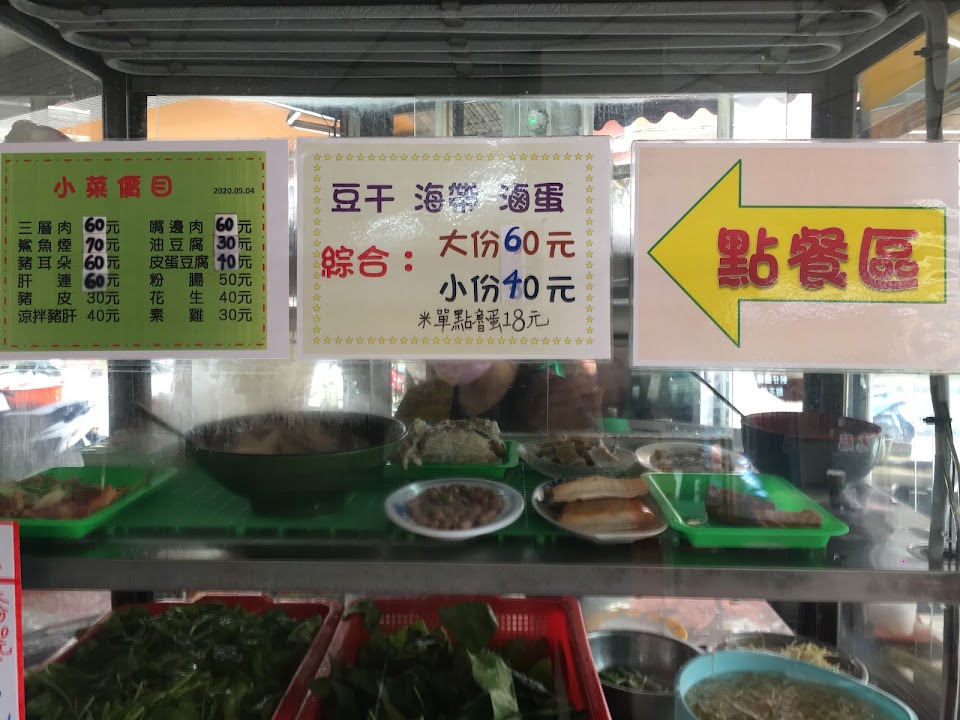 小菜價目
2020.05.04
三層肉 60元 嘴邊肉 60元
鯊魚煙 70元 油豆腐 30元
豬耳朵 60元 皮蛋豆腐 40元
肝連 60元 粉腸 50元
豬皮 30元 花生 40元
涼拌豬肝 40元 素雞 30元
豆干 海帶 滷蛋
綜合：大份60元
小份40元
米單點魯蛋18元
點餐區